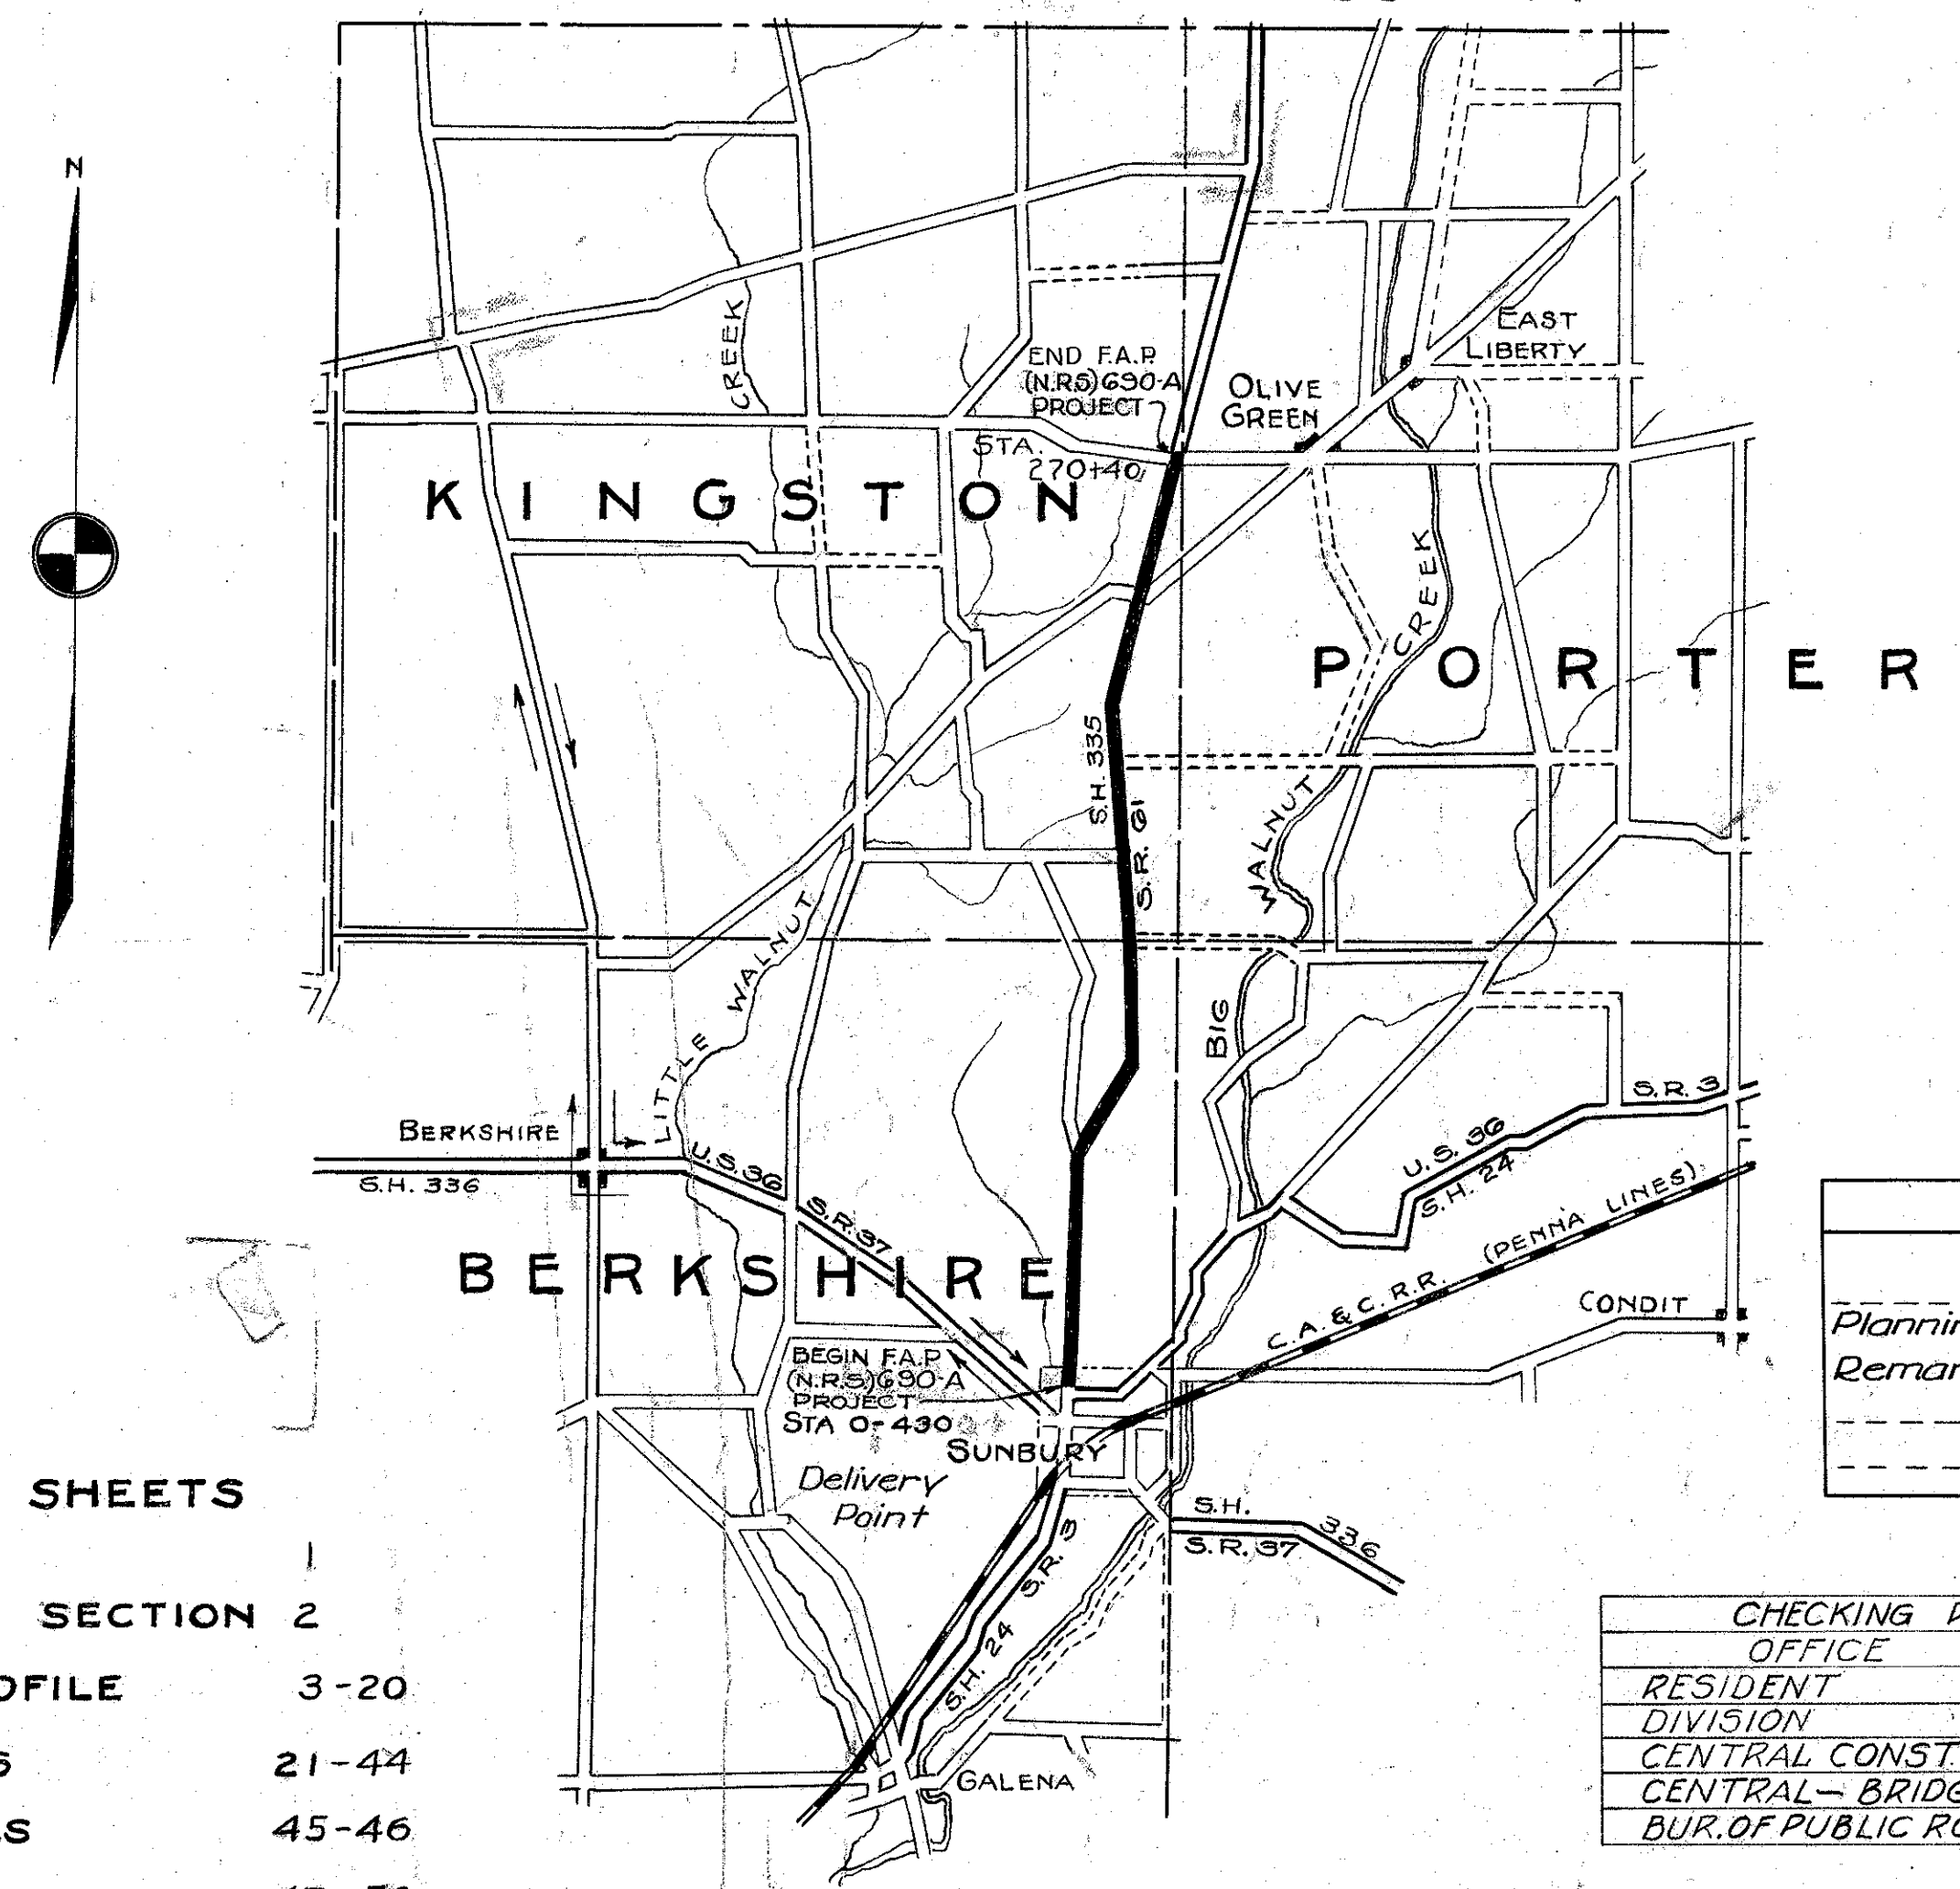 N
CREEK
END F.A.P.
(N.R.S)690-A
PROJECT
STA.
270+40
OLIVE
GREEN
EAST
LIBERTY
KINGSTON
CREEK
PORTER
S.H. 335
S.R. 61
WALNUT
BIG
LITTLE WALNUT
BERKSHIRE
S.H. 336
U.S. 36
S.R. 37
S.R. 3
U.S. 36
S.H. 24
(PENNA LINES)
C.A. & C. R.R.
CONDIT
BERKSHIRE
BEGIN F.A.P
(N.R.S)690-A
PROJECT
STA 0-430
SUNBURY
Delivery
Point
S.H. 336
S.R. 37
S.R. 3
S.H. 24
GALENA
SHEETS
1
SECTION 2
OFILE 3-20
S 21-44
LS 45-46
Plannin
Remar
CHECKING
OFFICE
RESIDENT
DIVISION
CENTRAL CONST.
CENTRAL-BRIDG
BUR. OF PUBLIC RO